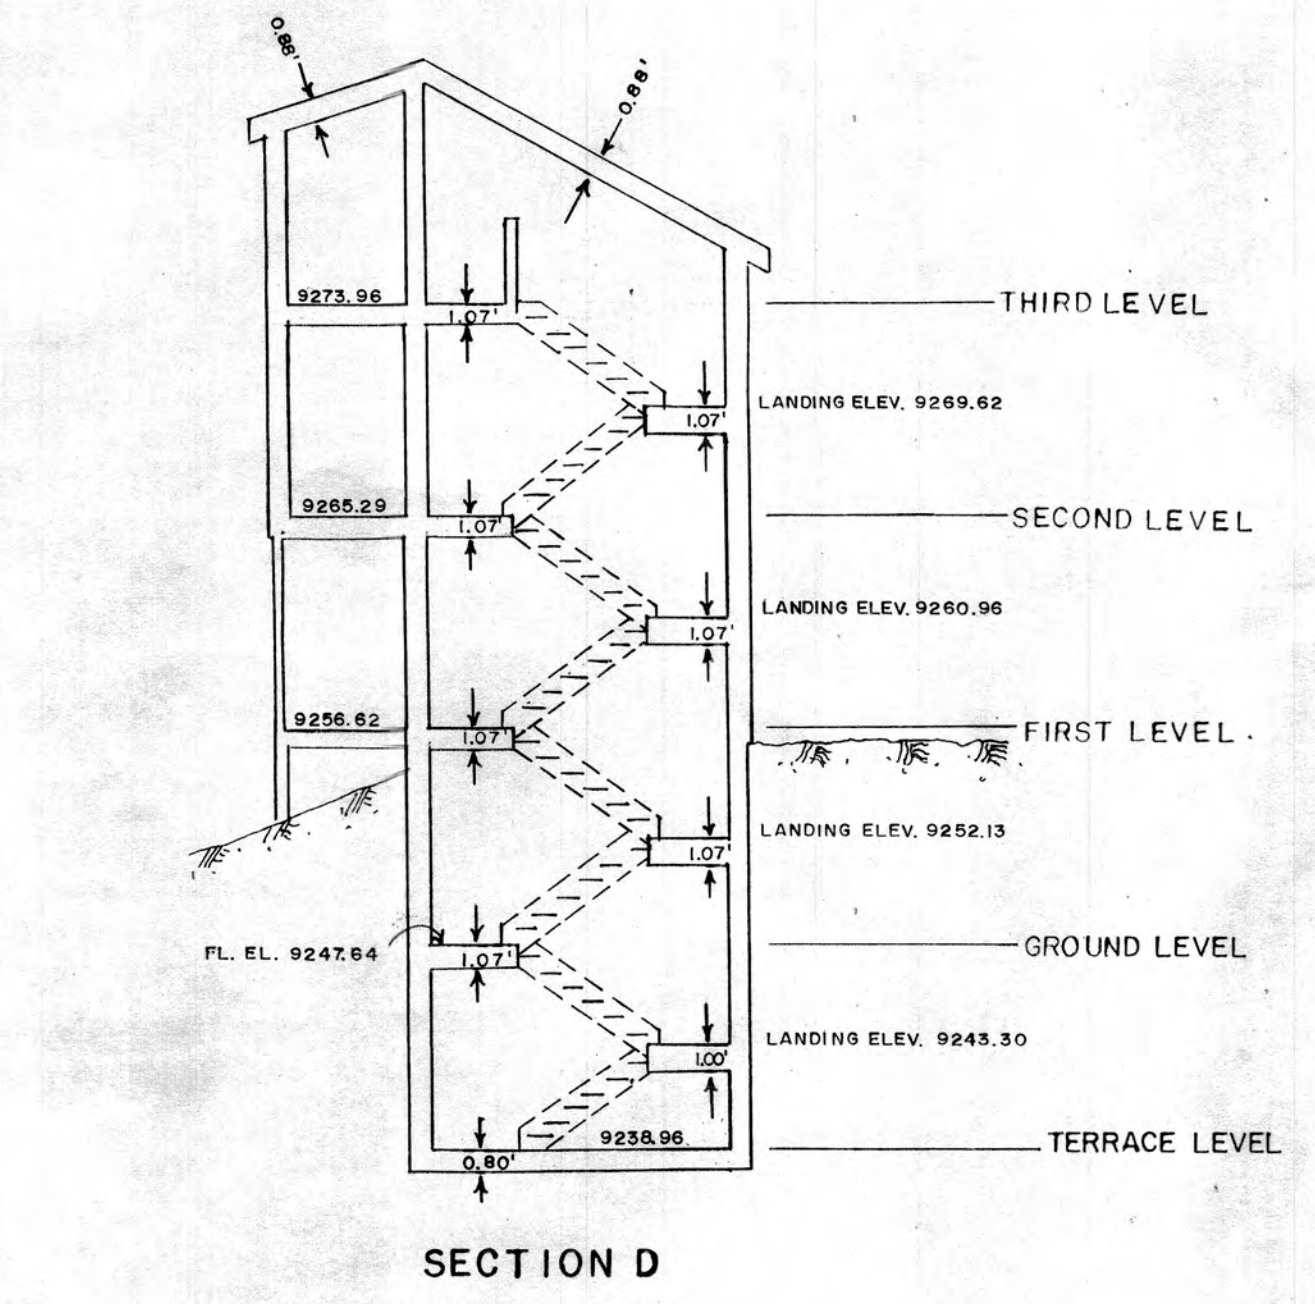 0.88'
0.88'
9273.96
1.07'
THIRD LEVEL
LANDING ELEV. 9269.62
1.07'
9265.29
1.07'
SECOND LEVEL
LANDING ELEV. 9260.96
1.07'
9256.62
1.07'
FIRST LEVEL.
LANDING ELEV. 9252.13
1.07'
FL. EL. 9247.64
1.07'
GROUND LEVEL
LANDING ELEV. 9243.30
1.00'
9238.96
0.80'
TERRACE LEVEL
SECTION D